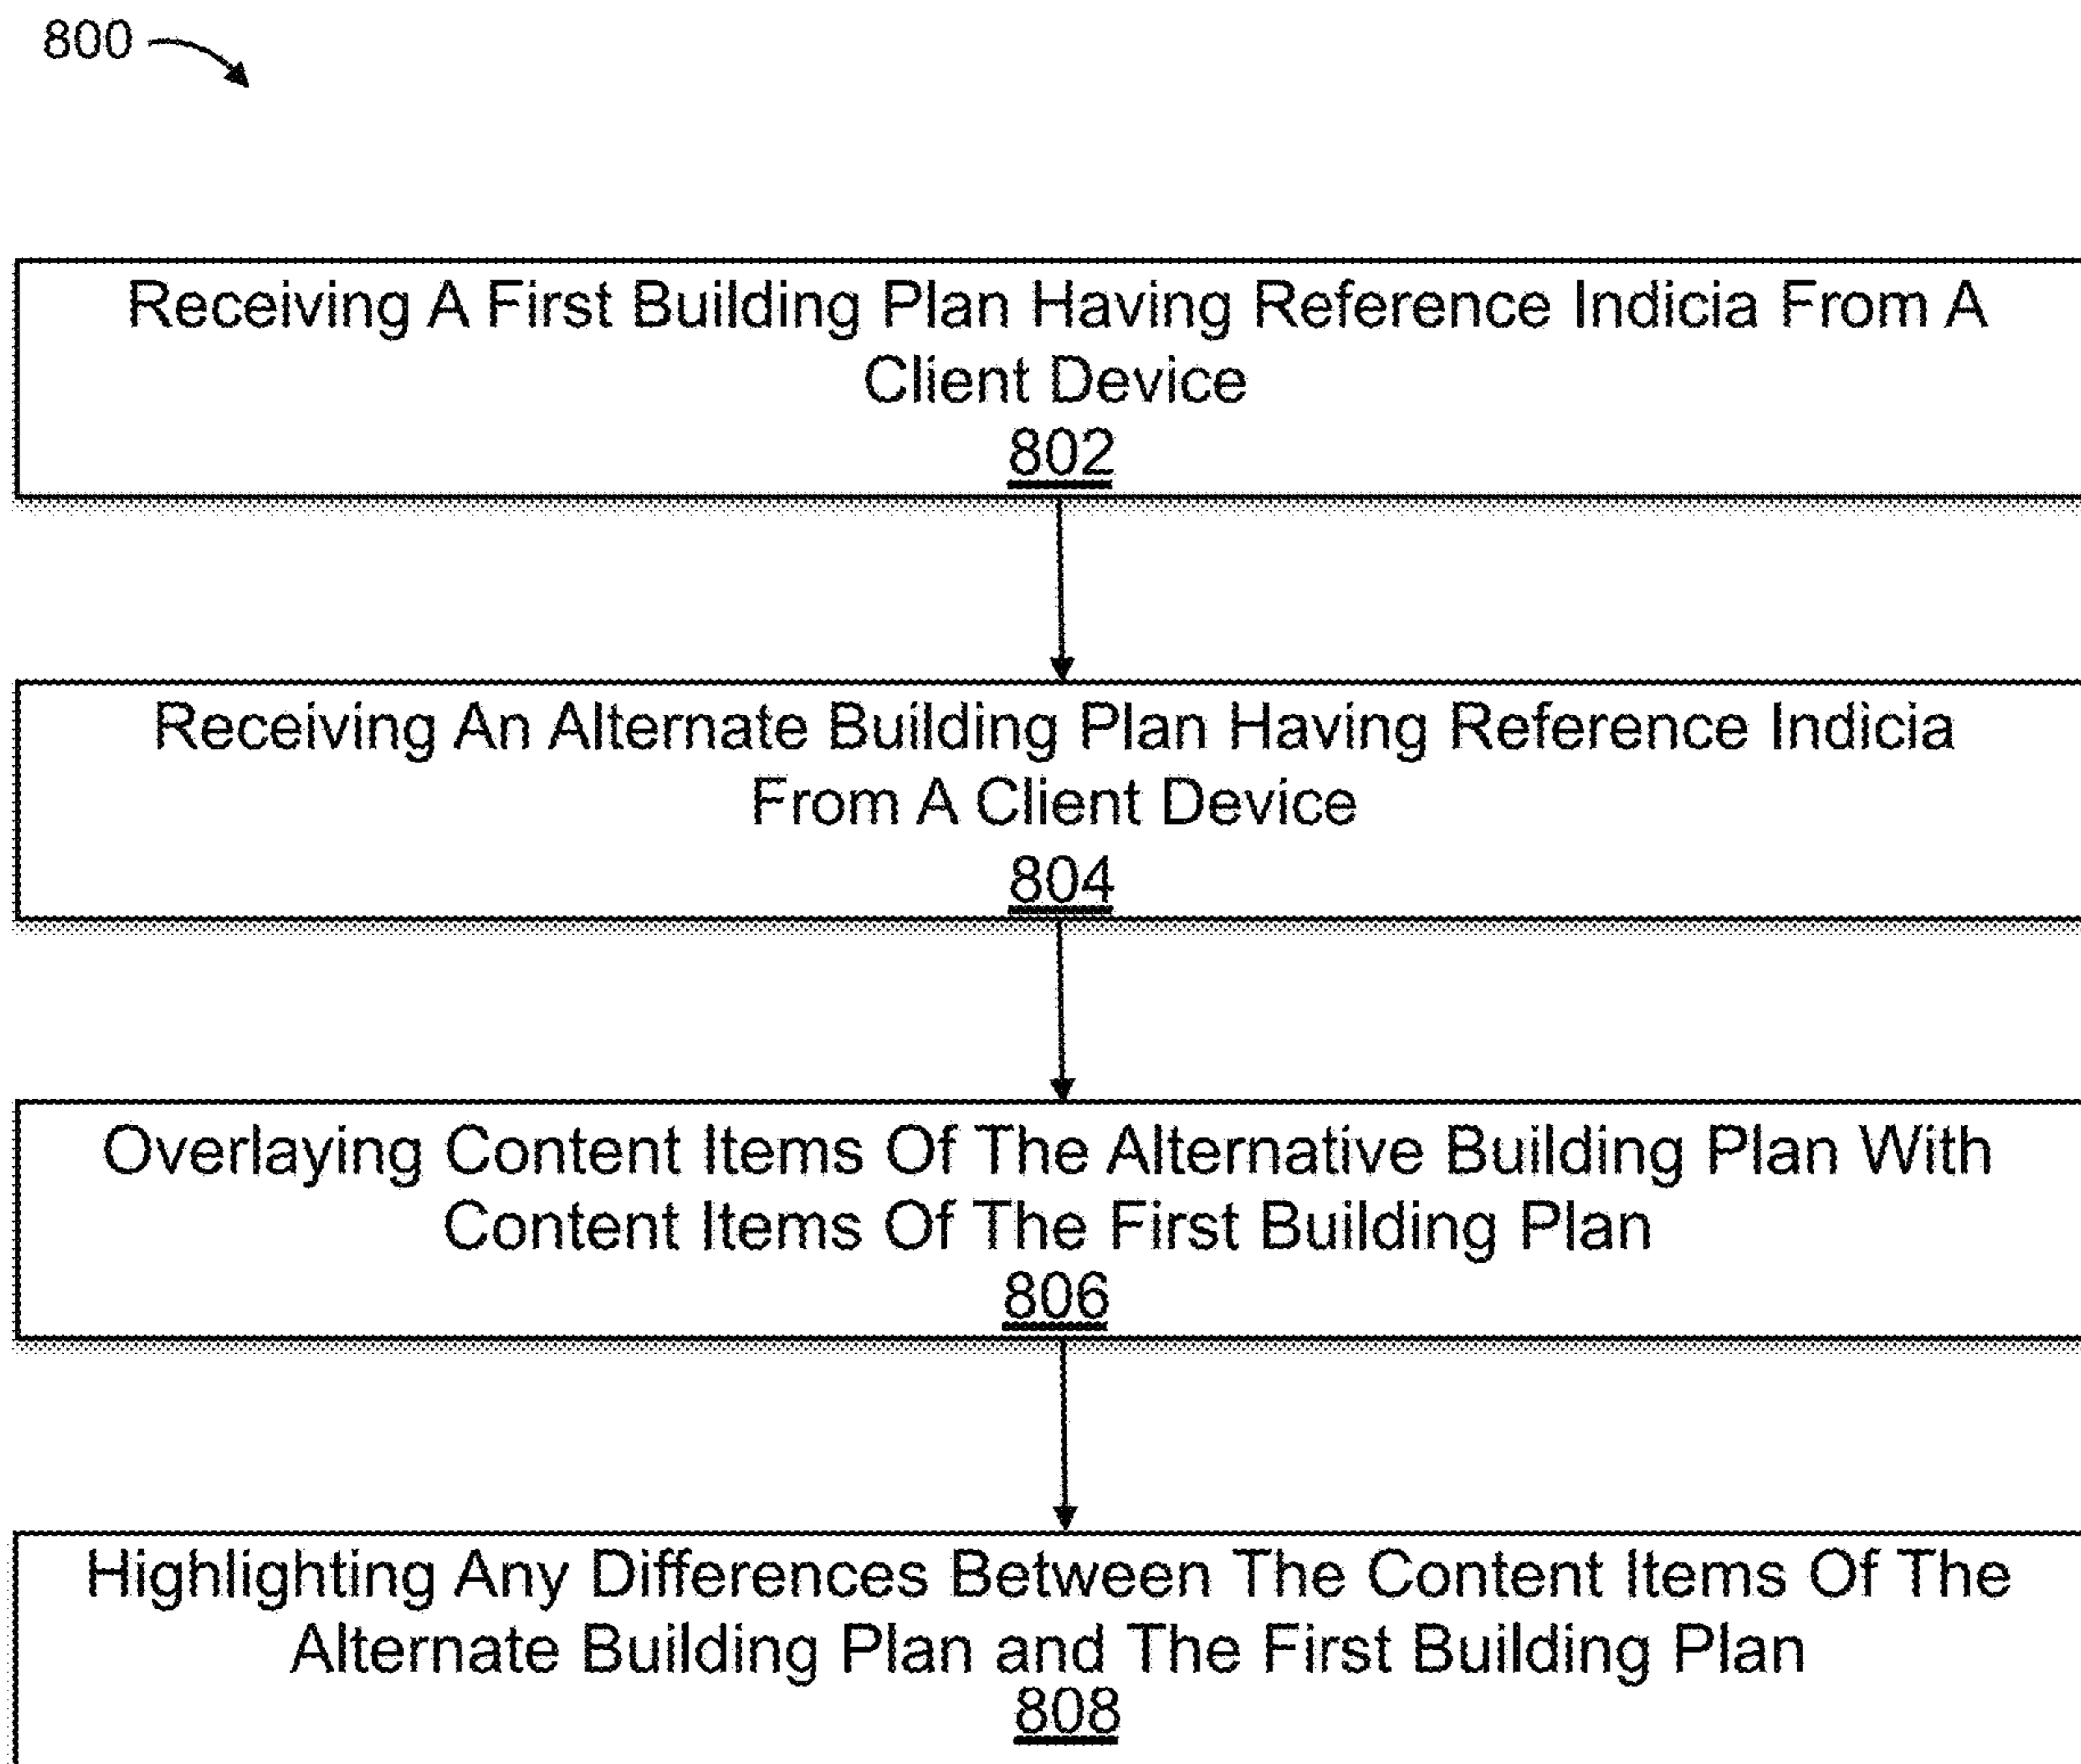 800
Receiving A First Building Plan Having Reference Indicia From A
Client Device
802
Receiving An Alternate Building Plan Having Reference Indicia
From A Client Device
804
Overlaying Content Items Of The Alternative Building Plan With
Content Items Of The First Building Plan
806
Highlighting Any Differences Between The Content Items Of The
Alternate Building Plan and The First Building Plan
808